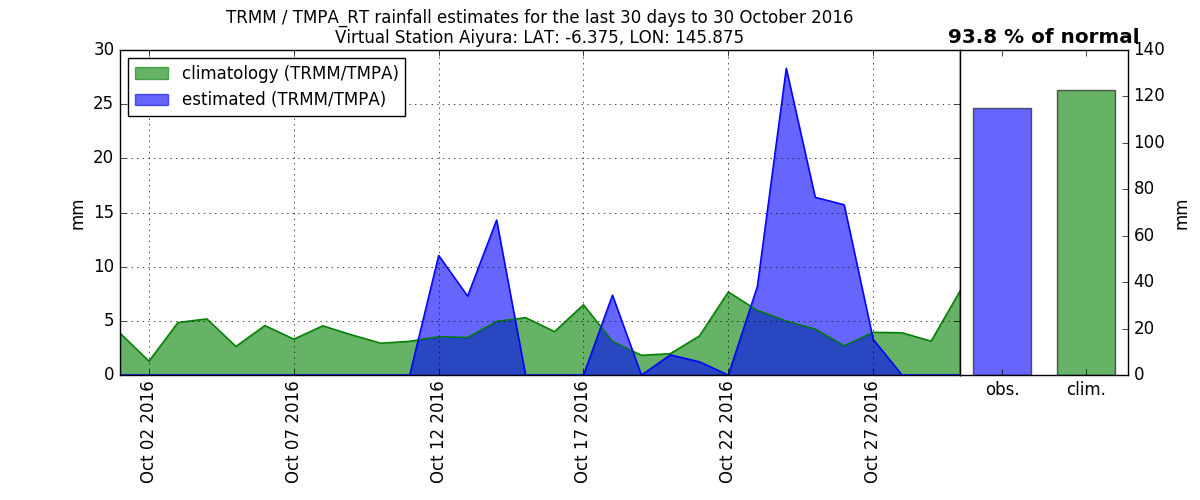 TRMM / TMPA_RT rainfall estimates for the last 30 days to 30 October 2016
Virtual Station Aiyura: LAT: -6.375, LON: 145.875
93.8 % of normal
climatology (TRMM/TMPA)
estimated (TRMM/TMPA)
mm
30
25
20
15
10
5
0
Oct 02 2016
Oct 07 2016
Oct 12 2016
Oct 17 2016
Oct 22 2016
Oct 27 2016
obs.
clim.
140
120
100
80
60
40
20
0
mm